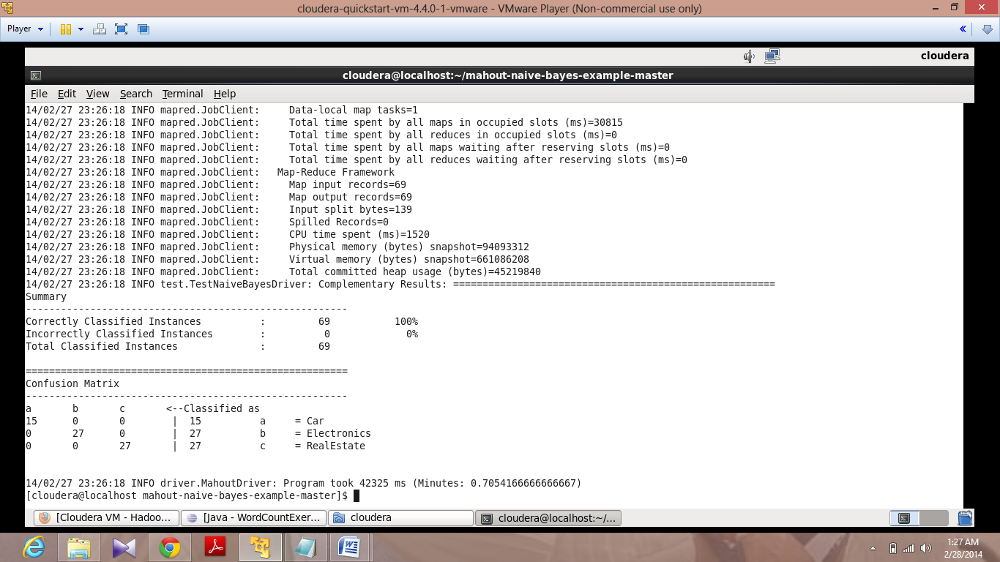 cloudera-quickstart-vm-4.4.0-1-vmware - VMware Player (Non-commercial use only)
Player
cloudera
cloudera@localhost:~/mahout-naive-bayes-example-master
File Edit View Search Terminal Help
14/02/27 23:26:18 INFO mapred.JobClient:     Data-local map tasks=1
14/02/27 23:26:18 INFO mapred.JobClient:     Total time spent by all maps in occupied slots (ms)=30815
14/02/27 23:26:18 INFO mapred.JobClient:     Total time spent by all reduces in occupied slots (ms)=0
14/02/27 23:26:18 INFO mapred.JobClient:     Total time spent by all maps waiting after reserving slots (ms)=0
14/02/27 23:26:18 INFO mapred.JobClient:     Total time spent by all reduces waiting after reserving slots (ms)=0
14/02/27 23:26:18 INFO mapred.JobClient:   Map-Reduce Framework
14/02/27 23:26:18 INFO mapred.JobClient:     Map input records=69
14/02/27 23:26:18 INFO mapred.JobClient:     Map output records=69
14/02/27 23:26:18 INFO mapred.JobClient:     Input split bytes=139
14/02/27 23:26:18 INFO mapred.JobClient:     Spilled Records=0
14/02/27 23:26:18 INFO mapred.JobClient:     CPU time spent (ms)=1520
14/02/27 23:26:18 INFO mapred.JobClient:     Physical memory (bytes) snapshot=94093312
14/02/27 23:26:18 INFO mapred.JobClient:     Virtual memory (bytes) snapshot=661086208
14/02/27 23:26:18 INFO mapred.JobClient:     Total committed heap usage (bytes)=45219840
14/02/27 23:26:18 INFO test.TestNaiveBayesDriver: Complementary Results: =======================================================
Summary
-------------------------------------------------------
Correctly Classified Instances          :         69	       100%
Incorrectly Classified Instances        :          0	         0%
Total Classified Instances              :         69

=======================================================
Confusion Matrix
-------------------------------------------------------
a       b       c       <--Classified as
15      0       0        |  15          a     = Car
0       27      0        |  27          b     = Electronics
0       0       27       |  27          c     = RealEstate

14/02/27 23:26:18 INFO driver.MahoutDriver: Program took 42325 ms (Minutes: 0.7054166666666667)
[cloudera@localhost mahout-naive-bayes-example-master]$
[Cloudera VM - Hadoo... [Java - WordCountExer... cloudera cloudera@localhost:~/...
1:27 AM
2/28/2014